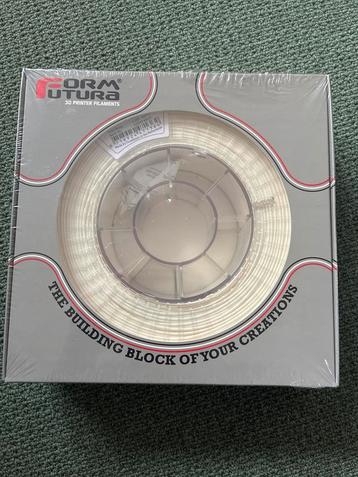 FORM
FUTURA
3D PRINTER FILAMENTS
THE BUILDING BLOCK OF YOUR CREATIONS